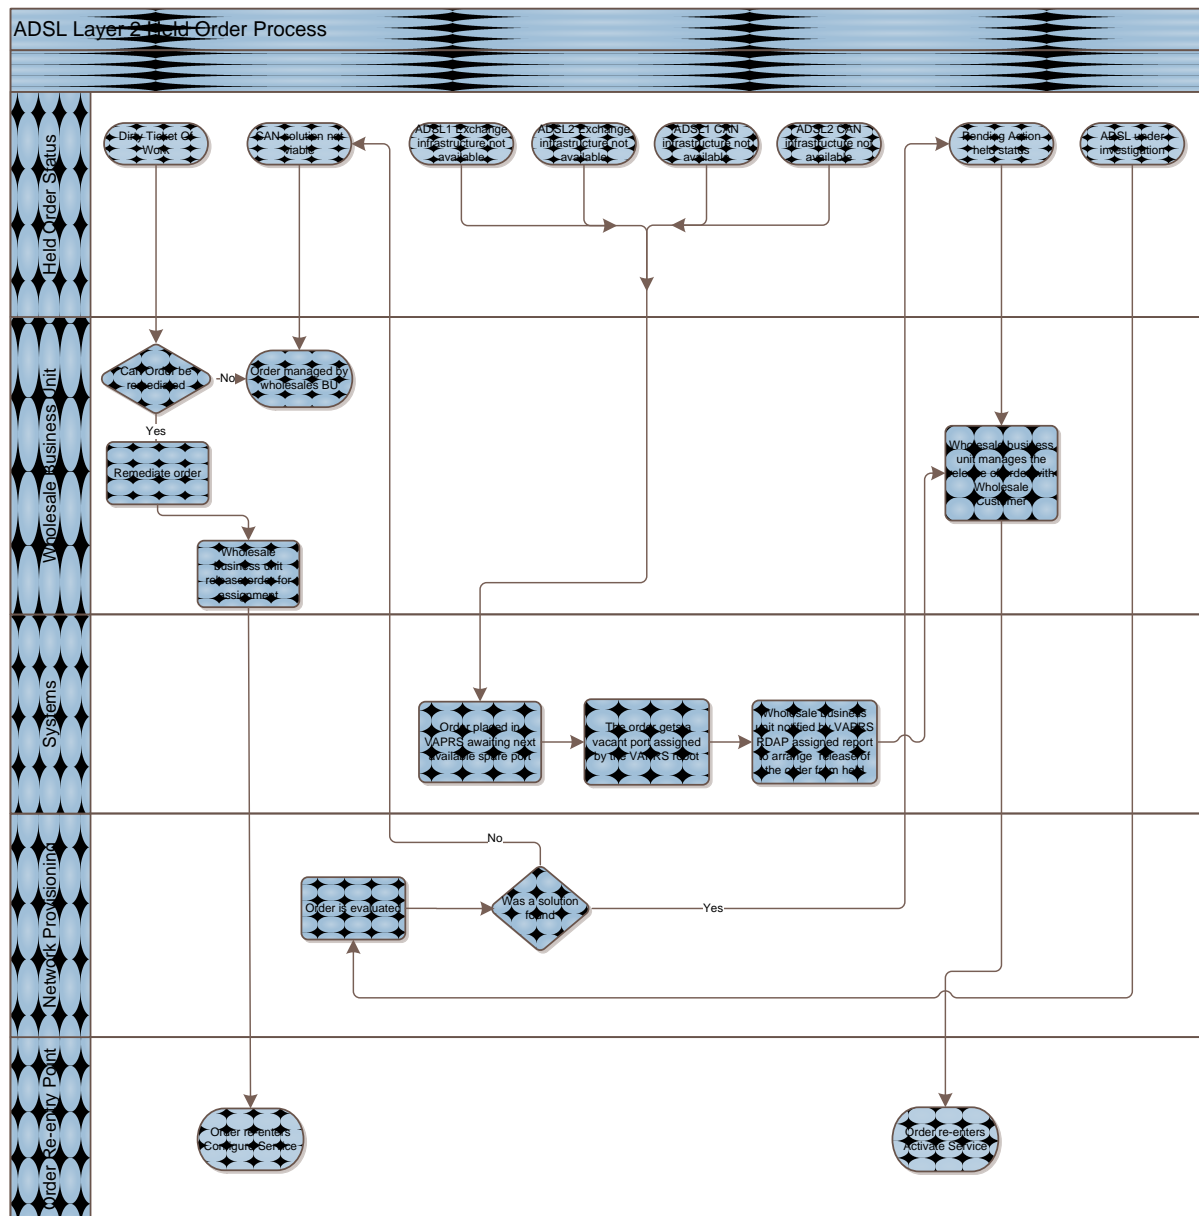 ADSL Layer 2 Held Order Process
Held Order Status
Dirty Ticket Of
Work
CAN solution not
viable
ADSL1 Exchange
infrastructure not
available
ADSL2 Exchange
infrastructure not
available
ADSL1 CAN
infrastructure not
available
ADSL2 CAN
infrastructure not
available
Pending Action
held status
ADSL under
investigation
Wholesale Business Unit
Can Order be
remediated
No
Order managed by
wholesales BU
Yes
Remediate order
Wholesale
business unit
release order for
assignment
Wholesale business
unit manages the
release of order with
Wholesale
Customer
Systems
Order placed in
VAPRS awaiting next
available spare port
The order gets a
vacant port assigned
by the VAPRS robot
Wholesale business
unit notified by VAPRS
RDAP assigned report
to arrange release of
the order from held
Network Provisioning
No
Order is evaluated
Was a solution
found
Yes
Order Re-entry Point
Order re-enters
Configure Service
Order re-enters
Activate Service